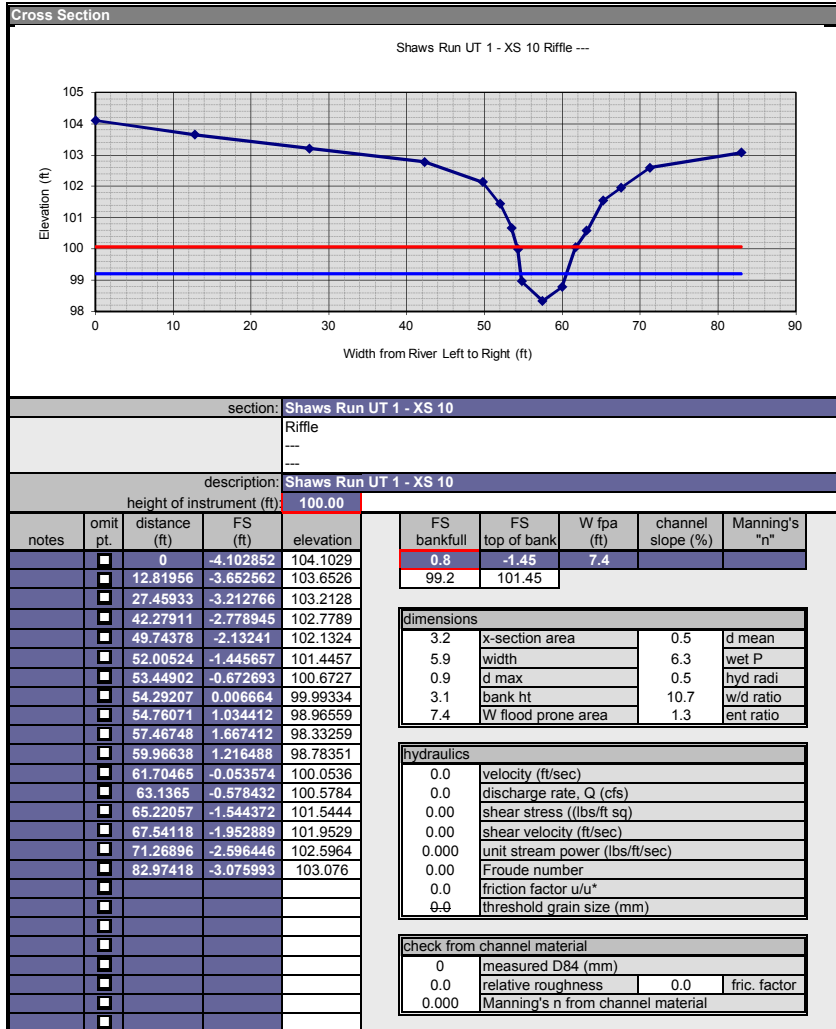 Cross Section
Shaws Run UT 1 - XS 10 Riffle ---
105
104
103
102
101
100
99
98
Elevation (ft)
0 10 20 30 40 50 60 70 80 90
Width from River Left to Right (ft)
section: Shaws Run UT 1 - XS 10
Riffle
---
---
description: Shaws Run UT 1 - XS 10
height of instrument (ft): 100.00
notes omit pt. distance (ft) FS (ft) elevation
0 -4.102852 104.1029
12.81956 -3.652562 103.6526
27.45933 -3.212766 103.2128
42.27911 -2.778945 102.7789
49.74378 -2.13241 102.1324
52.00524 -1.445657 101.4457
53.44902 -0.672693 100.6727
54.29207 0.006664 99.99334
54.76071 1.034412 98.96559
57.46748 1.667412 98.33259
59.96638 1.216488 98.78351
61.70465 -0.053574 100.0536
63.1365 -0.578432 100.5784
65.22057 -1.544372 101.5444
67.54118 -1.952889 101.9529
71.26896 -2.596446 102.5964
82.97418 -3.075993 103.076
FS bankfull FS top of bank W fpa (ft) channel slope (%) Manning's "n"
0.8 -1.45 7.4
99.2 101.45
dimensions
3.2 x-section area 0.5 d mean
5.9 width 6.3 wet P
0.9 d max 0.5 hyd radi
3.1 bank ht 10.7 w/d ratio
7.4 W flood prone area 1.3 ent ratio
hydraulics
0.0 velocity (ft/sec)
0.0 discharge rate, Q (cfs)
0.00 shear stress ((lbs/ft sq)
0.00 shear velocity (ft/sec)
0.000 unit stream power (lbs/ft/sec)
0.00 Froude number
0.0 friction factor u/u*
0.0 threshold grain size (mm)
check from channel material
0 measured D84 (mm)
0.0 relative roughness 0.0 fric. factor
0.000 Manning's n from channel material